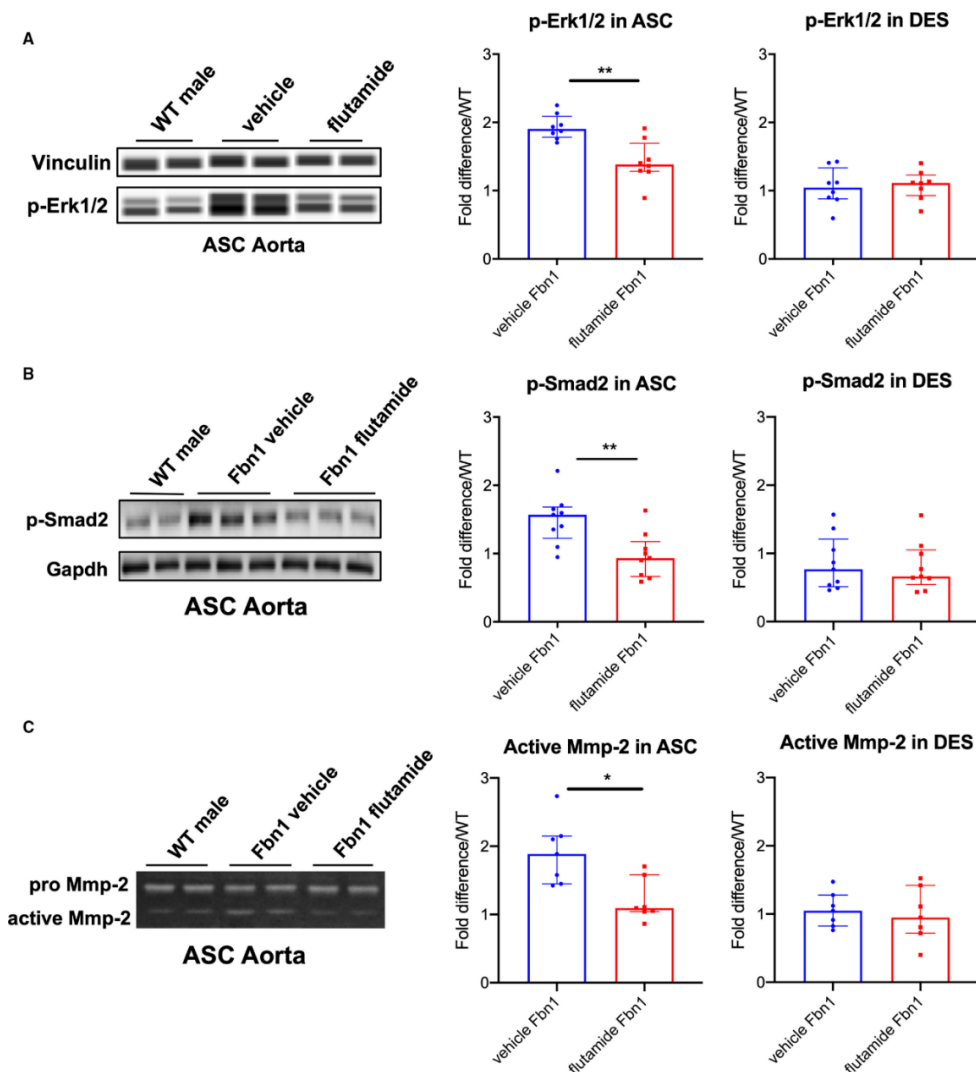 A
WT male
vehicle
flutamide
Vinculin
p-Erk1/2
ASC Aorta
p-Erk1/2 in ASC
Fold difference/WT
3
2
1
0
**
vehicle Fbn1
flutamide Fbn1
p-Erk1/2 in DES
Fold difference/WT
3
2
1
0
vehicle Fbn1
flutamide Fbn1
B
WT male
Fbn1 vehicle
Fbn1 flutamide
p-Smad2
Gapdh
ASC Aorta
p-Smad2 in ASC
Fold difference/WT
3
2
1
0
**
vehicle Fbn1
flutamide Fbn1
p-Smad2 in DES
Fold difference/WT
3
2
1
0
vehicle Fbn1
flutamide Fbn1
C
WT male
Fbn1 vehicle
Fbn1 flutamide
pro Mmp-2
active Mmp-2
ASC Aorta
Active Mmp-2 in ASC
Fold difference/WT
3
2
1
0
*
vehicle Fbn1
flutamide Fbn1
Active Mmp-2 in DES
Fold difference/WT
3
2
1
0
vehicle Fbn1
flutamide Fbn1